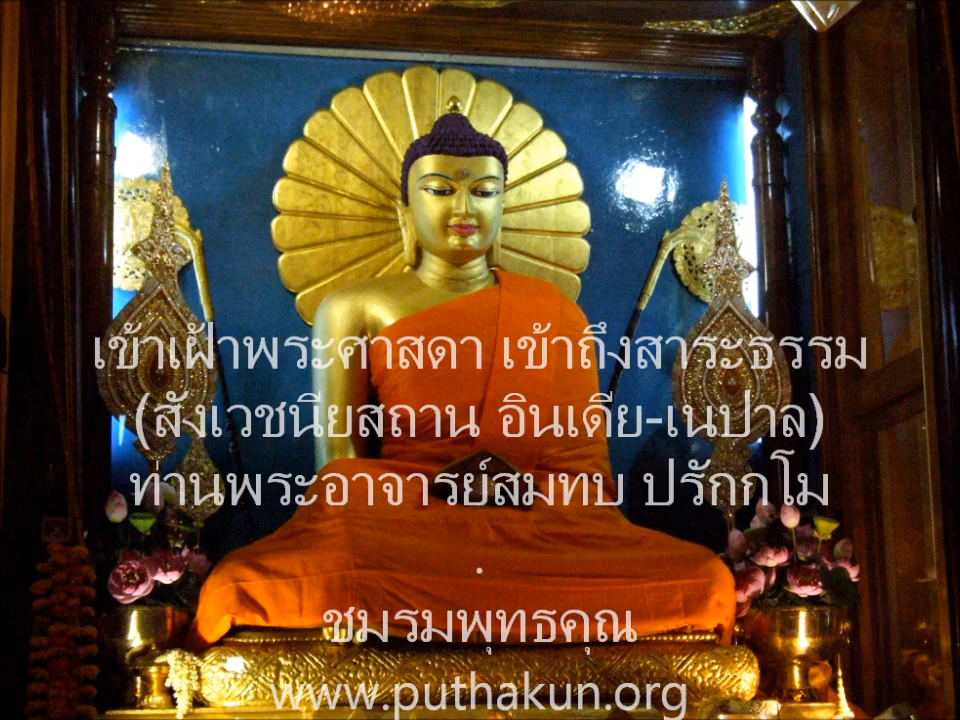 เข้าเฝ้าพระศาสดา เข้าถึงสาระธรรม
(สังเวชนียสถาน อินเดีย-เนปาล)
ท่านพระอาจารย์สมทบ ปรักกโม
.
ชมรมพุทธคุณ
www.puthakun.org